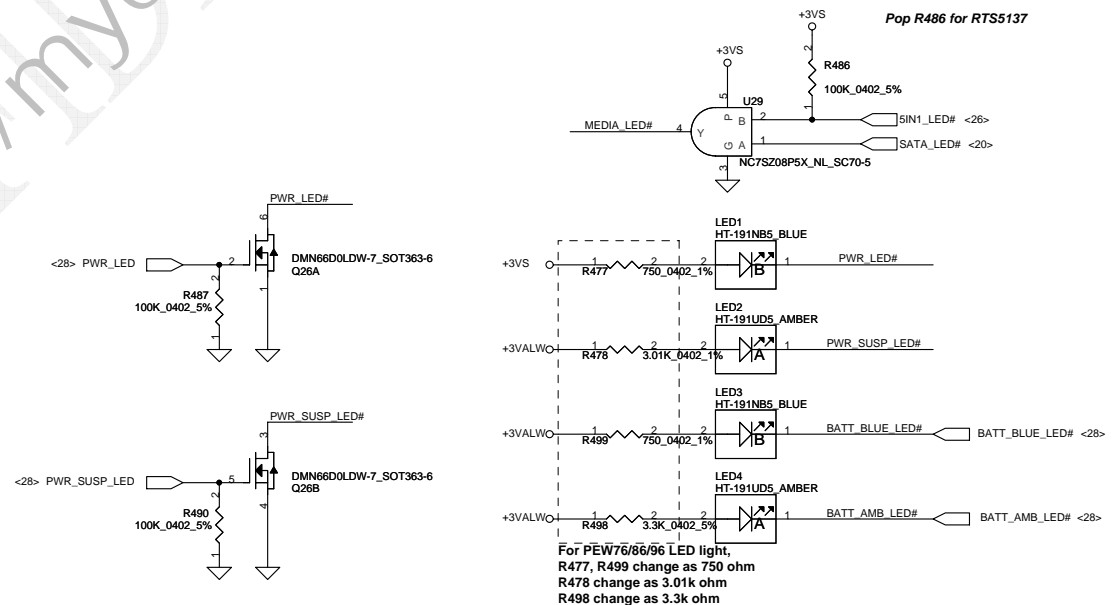 +3VS
Pop R486 for RTS5137
+3VS
2
R486
100K_0402_5%
1
5
U29
P
B
2
5IN1_LED# <26>
MEDIA_LED#
4
Y
G
A
1
SATA_LED# <20>
3
NC7SZ08P5X_NL_SC70-5
PWR_LED#
6
<28> PWR_LED
2
DMN66D0LDW-7_SOT363-6
Q26A
2
R487
100K_0402_5%
1
1
LED1
HT-191NB5_BLUE
+3VS
1
R477
2
750_0402_1%
2
B
1
PWR_LED#
LED2
HT-191UD5_AMBER
+3VALW
1
R478
2
3.01K_0402_1%
2
A
1
PWR_SUSP_LED#
LED3
HT-191NB5_BLUE
+3VALW
1
R499
2
750_0402_1%
2
B
1
BATT_BLUE_LED#
BATT_BLUE_LED# <28>
PWR_SUSP_LED#
3
<28> PWR_SUSP_LED
5
DMN66D0LDW-7_SOT363-6
Q26B
2
R490
100K_0402_5%
1
4
LED4
HT-191UD5_AMBER
+3VALW
1
R498
2
3.3K_0402_5%
2
A
1
BATT_AMB_LED#
BATT_AMB_LED# <28>
For PEW76/86/96 LED light,
R477, R499 change as 750 ohm
R478 change as 3.01k ohm
R498 change as 3.3k ohm